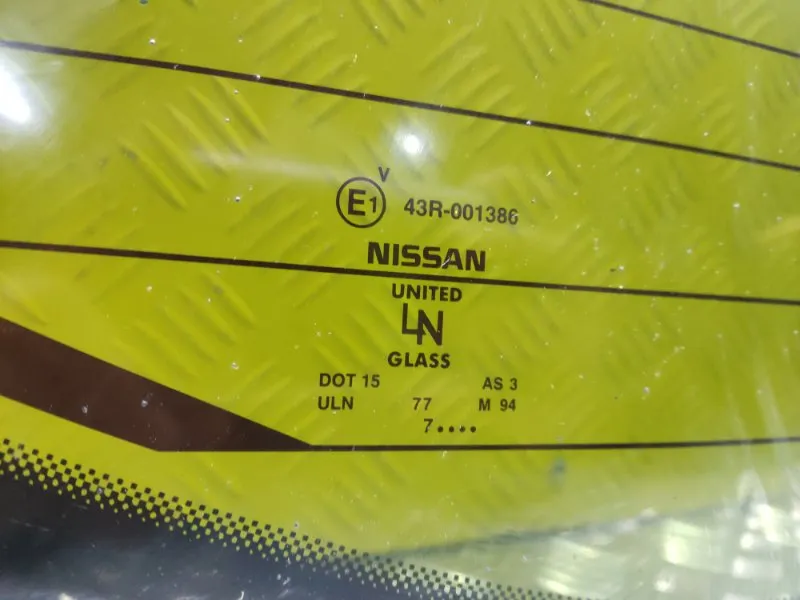 V
E1 43R-001386
NISSAN
UNITED
LN
GLASS
DOT 15 AS 3
ULN 77 M 94
7....